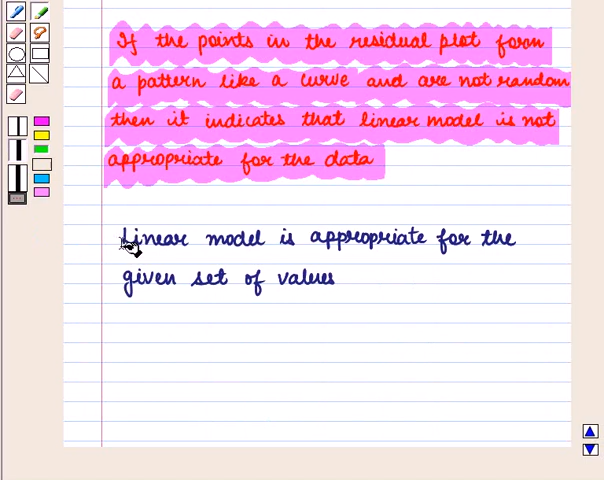 If the points in the residual plot form
a pattern like a curve and are not random
then it indicates that linear model is not
appropriate for the data
Linear model is appropriate for the
given set of values